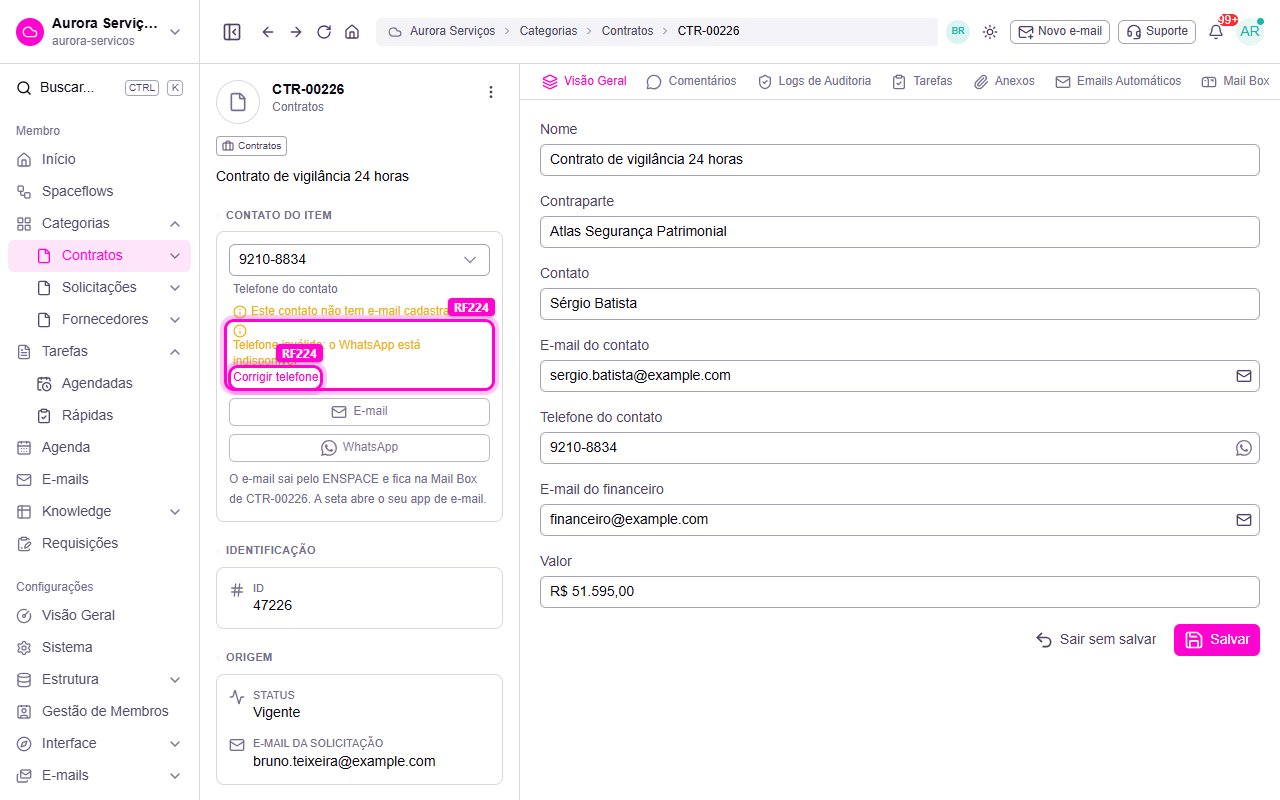 Aurora Serviç...
aurora-servicos
Aurora Serviços
Categorias
Contratos
CTR-00226
BR
Novo e-mail
Suporte
99+
AR
Buscar...
CTRL
K
Membro
Início
Spaceflows
Categorias
Contratos
Solicitações
Fornecedores
Tarefas
Agendadas
Rápidas
Agenda
E-mails
Knowledge
Requisições
Configurações
Visão Geral
Sistema
Estrutura
Gestão de Membros
Interface
E-mails
CTR-00226
Contratos
Contratos
Contrato de vigilância 24 horas
CONTATO DO ITEM
9210-8834
Telefone do contato
Este contato não tem e-mail
RF224
Telefone inválido: o WhatsApp está
RF224
Corrigir telefone
E-mail
WhatsApp
O e-mail sai pelo ENSPACE e fica na Mail Box
de CTR-00226. A seta abre o seu app de e-mail.
IDENTIFICAÇÃO
ID
47226
ORIGEM
STATUS
Vigente
E-MAIL DA SOLICITAÇÃO
bruno.teixeira@example.com
Visão Geral
Comentários
Logs de Auditoria
Tarefas
Anexos
Emails Automáticos
Mail Box
Nome
Contrato de vigilância 24 horas
Contraparte
Atlas Segurança Patrimonial
Contato
Sérgio Batista
E-mail do contato
sergio.batista@example.com
Telefone do contato
9210-8834
E-mail do financeiro
financeiro@example.com
Valor
R$ 51.595,00
Sair sem salvar
Salvar